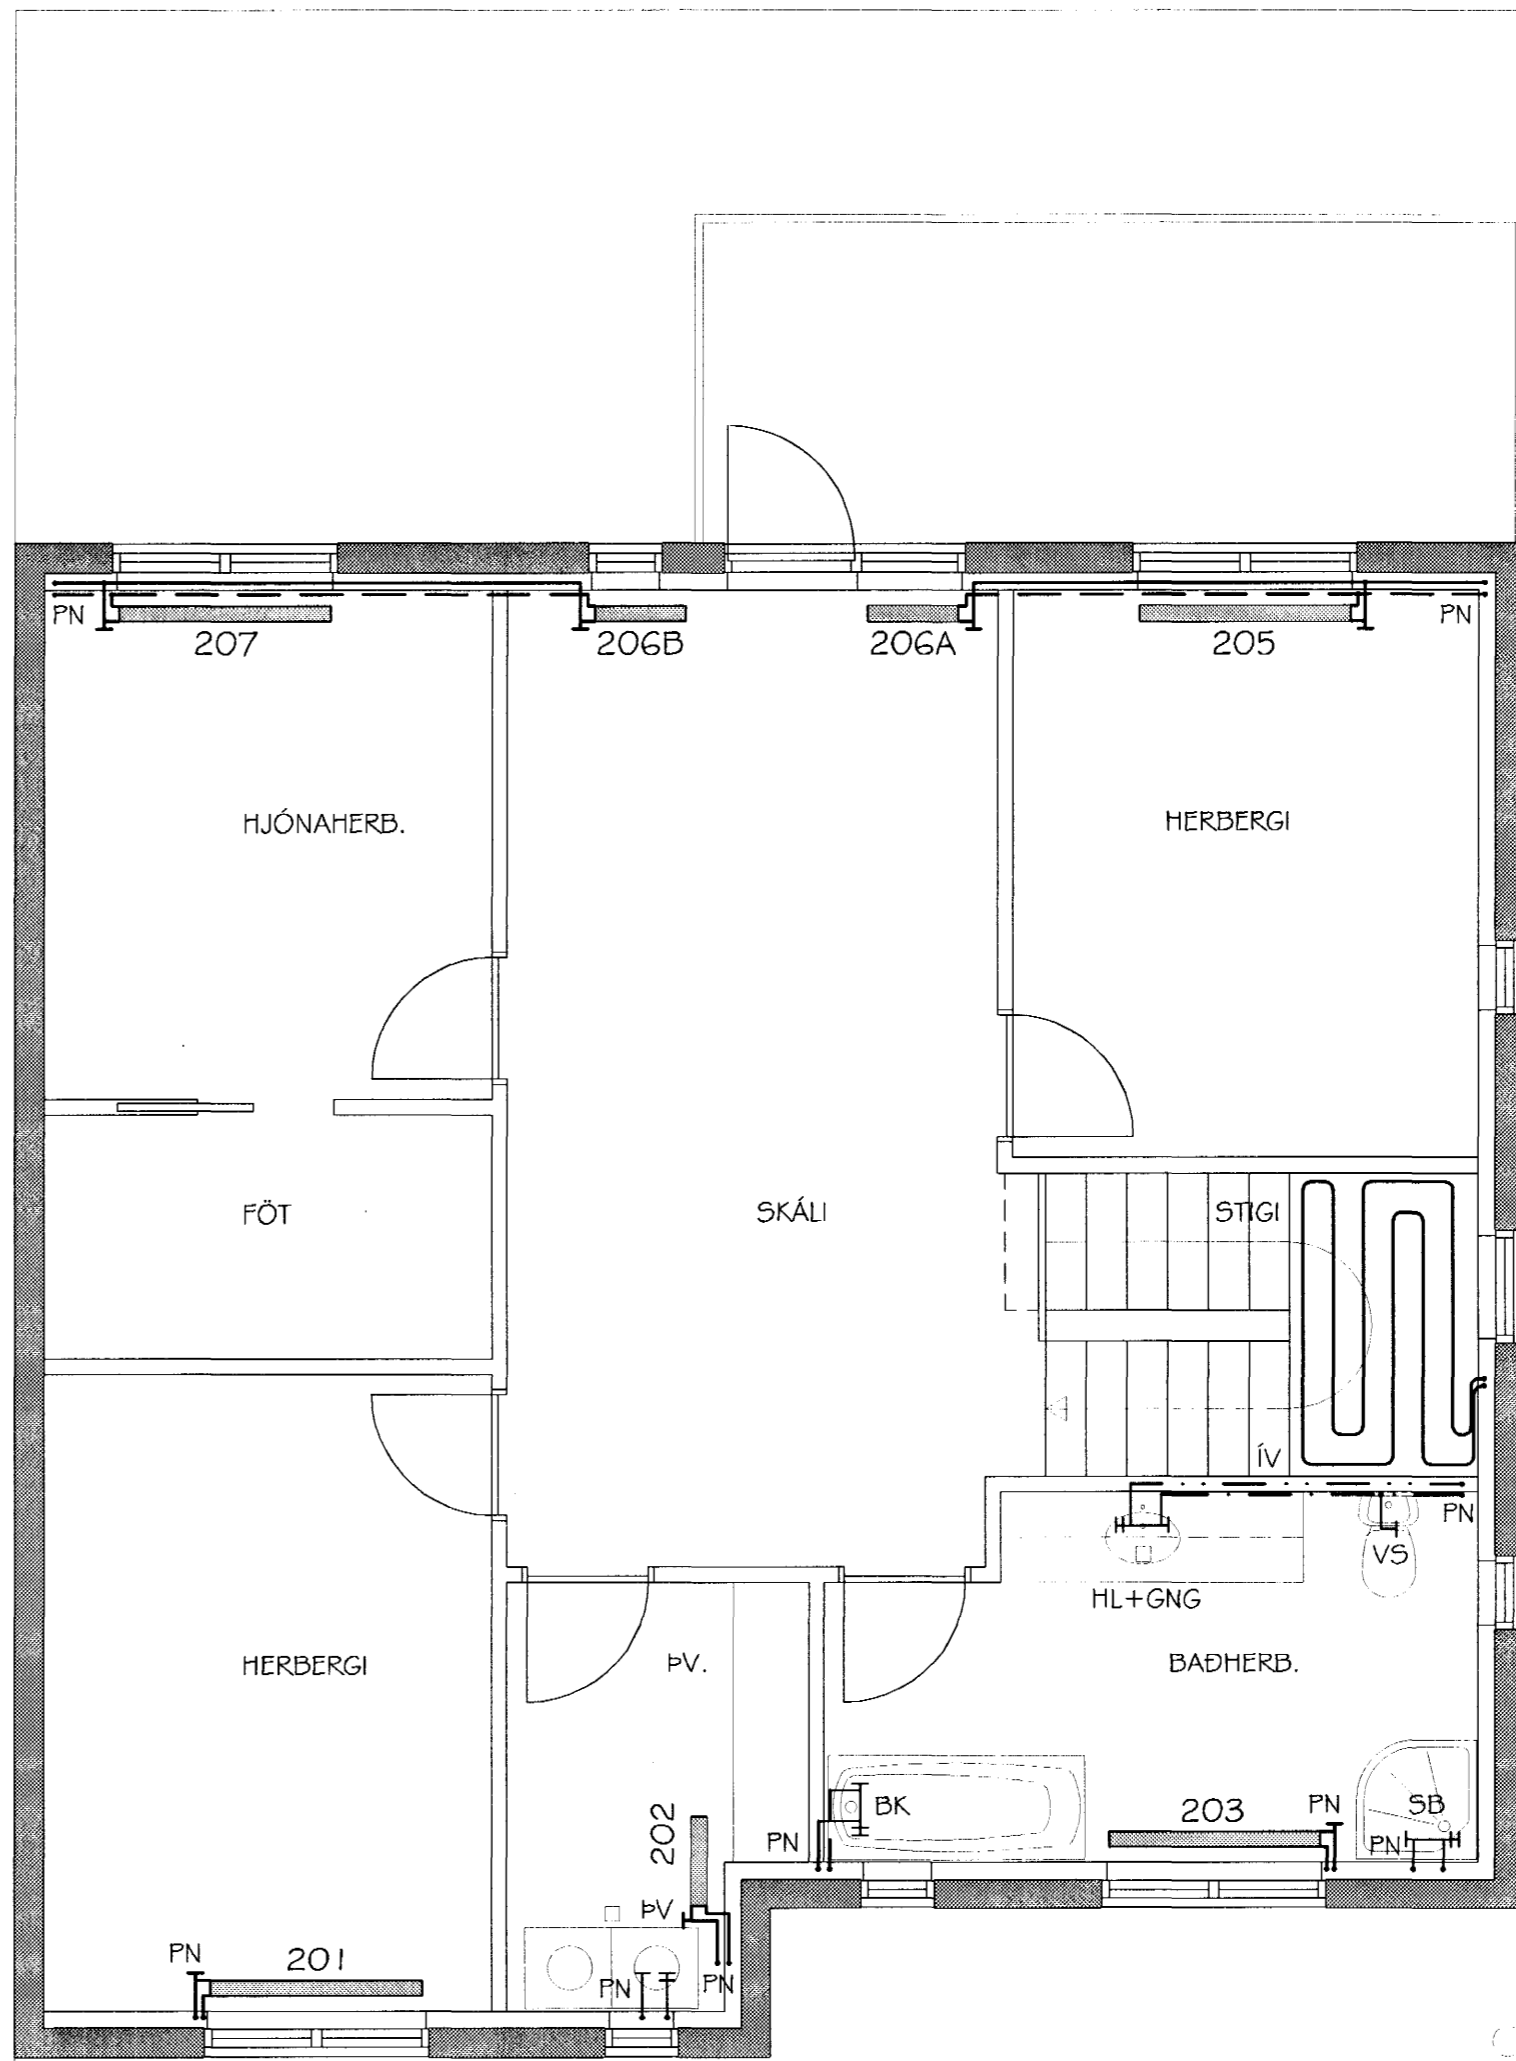 PN
207
206B
206A
205
PN
HJÓNAHERB.
HERBERGI
FÖT
SKÁLI
STIGI
ÍV
PN
VS
HL+GNG
HERBERGI
ÞV.
BAÐHERB.
202
BK
203
PN
SB
PN
PN
ÞV
PN
201
PN
PN